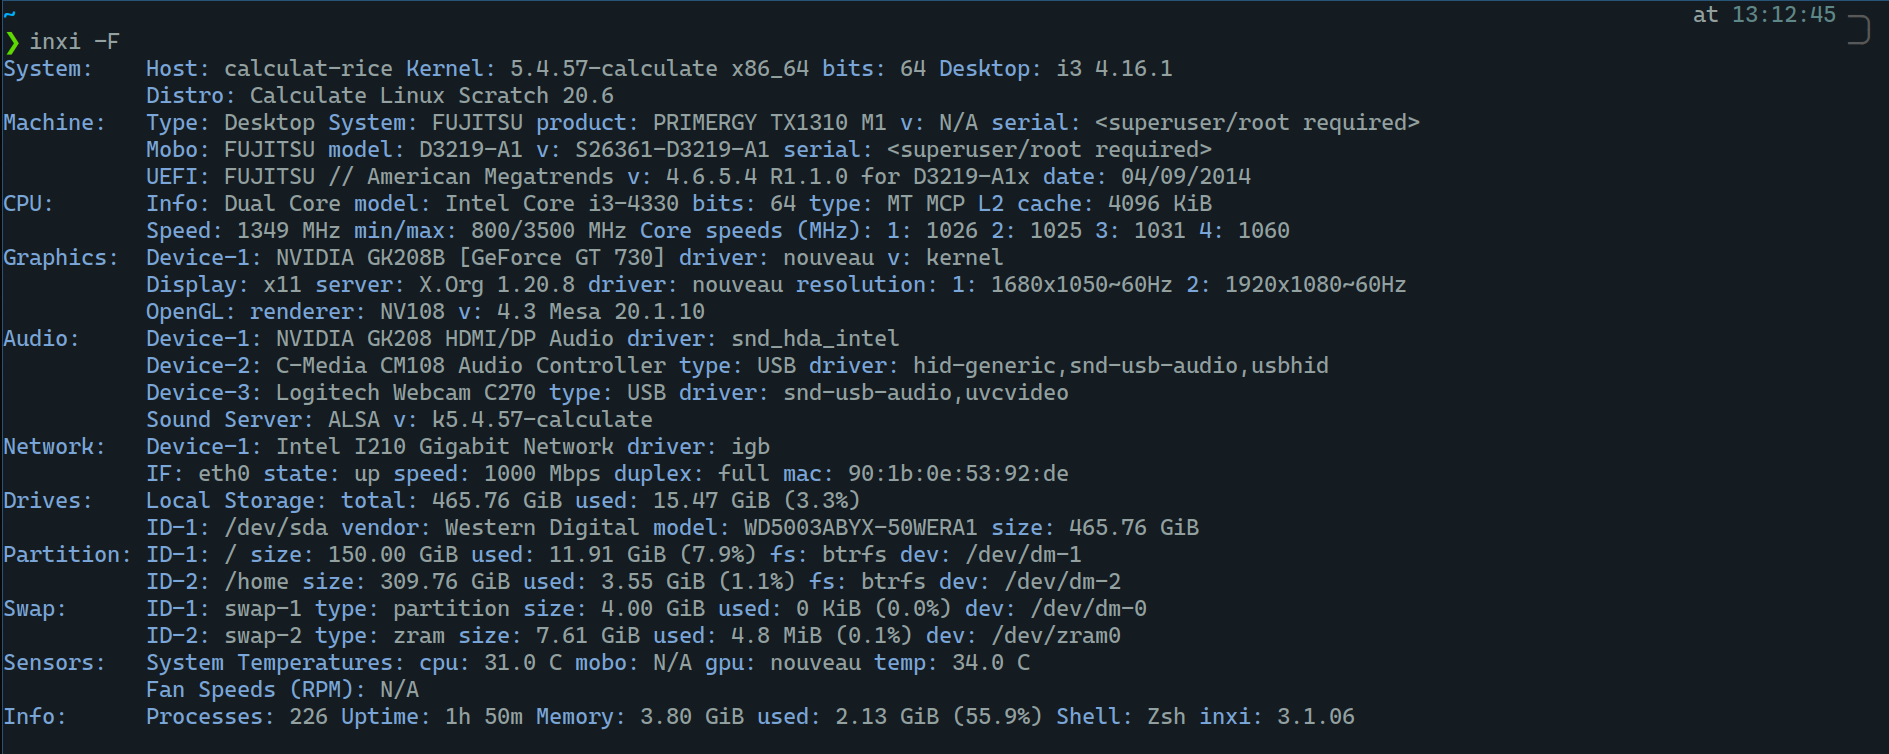 ~ at 13:12:45
❯ inxi -F
System:    Host: calculat-rice Kernel: 5.4.57-calculate x86_64 bits: 64 Desktop: i3 4.16.1
           Distro: Calculate Linux Scratch 20.6
Machine:   Type: Desktop System: FUJITSU product: PRIMERGY TX1310 M1 v: N/A serial: <superuser/root required>
           Mobo: FUJITSU model: D3219-A1 v: S26361-D3219-A1 serial: <superuser/root required>
           UEFI: FUJITSU // American Megatrends v: 4.6.5.4 R1.1.0 for D3219-A1x date: 04/09/2014
CPU:       Info: Dual Core model: Intel Core i3-4330 bits: 64 type: MT MCP L2 cache: 4096 KiB
           Speed: 1349 MHz min/max: 800/3500 MHz Core speeds (MHz): 1: 1026 2: 1025 3: 1031 4: 1060
Graphics:  Device-1: NVIDIA GK208B [GeForce GT 730] driver: nouveau v: kernel
           Display: x11 server: X.Org 1.20.8 driver: nouveau resolution: 1: 1680x1050~60Hz 2: 1920x1080~60Hz
           OpenGL: renderer: NV108 v: 4.3 Mesa 20.1.10
Audio:     Device-1: NVIDIA GK208 HDMI/DP Audio driver: snd_hda_intel
           Device-2: C-Media CM108 Audio Controller type: USB driver: hid-generic,snd-usb-audio,usbhid
           Device-3: Logitech Webcam C270 type: USB driver: snd-usb-audio,uvcvideo
           Sound Server: ALSA v: k5.4.57-calculate
Network:   Device-1: Intel I210 Gigabit Network driver: igb
           IF: eth0 state: up speed: 1000 Mbps duplex: full mac: 90:1b:0e:53:92:de
Drives:    Local Storage: total: 465.76 GiB used: 15.47 GiB (3.3%)
           ID-1: /dev/sda vendor: Western Digital model: WD5003ABYX-50WERA1 size: 465.76 GiB
Partition: ID-1: / size: 150.00 GiB used: 11.91 GiB (7.9%) fs: btrfs dev: /dev/dm-1
           ID-2: /home size: 309.76 GiB used: 3.55 GiB (1.1%) fs: btrfs dev: /dev/dm-2
Swap:      ID-1: swap-1 type: partition size: 4.00 GiB used: 0 KiB (0.0%) dev: /dev/dm-0
           ID-2: swap-2 type: zram size: 7.61 GiB used: 4.8 MiB (0.1%) dev: /dev/zram0
Sensors:   System Temperatures: cpu: 31.0 C mobo: N/A gpu: nouveau temp: 34.0 C
           Fan Speeds (RPM): N/A
Info:      Processes: 226 Uptime: 1h 50m Memory: 3.80 GiB used: 2.13 GiB (55.9%) Shell: Zsh inxi: 3.1.06